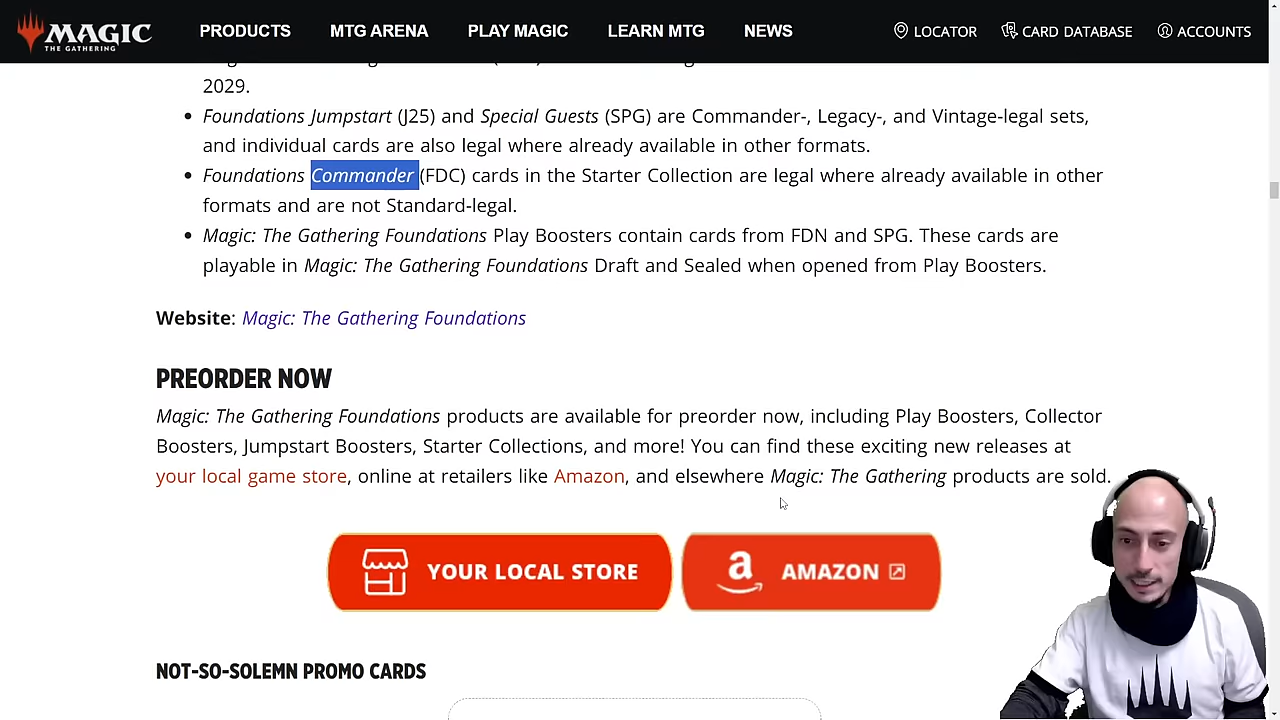 MAGIC
THE GATHERING
PRODUCTS
MTG ARENA
PLAY MAGIC
LEARN MTG
NEWS
LOCATOR
CARD DATABASE
ACCOUNTS
2029.
• Foundations Jumpstart (J25) and Special Guests (SPG) are Commander-, Legacy-, and Vintage-legal sets,
and individual cards are also legal where already available in other formats.
• Foundations Commander (FDC) cards in the Starter Collection are legal where already available in other
formats and are not Standard-legal.
• Magic: The Gathering Foundations Play Boosters contain cards from FDN and SPG. These cards are
playable in Magic: The Gathering Foundations Draft and Sealed when opened from Play Boosters.
Website: Magic: The Gathering Foundations
PREORDER NOW
Magic: The Gathering Foundations products are available for preorder now, including Play Boosters, Collector
Boosters, Jumpstart Boosters, Starter Collections, and more! You can find these exciting new releases at
your local game store, online at retailers like Amazon, and elsewhere Magic: The Gathering products are sold.
YOUR LOCAL STORE
a AMAZON
NOT-SO-SOLEMN PROMO CARDS